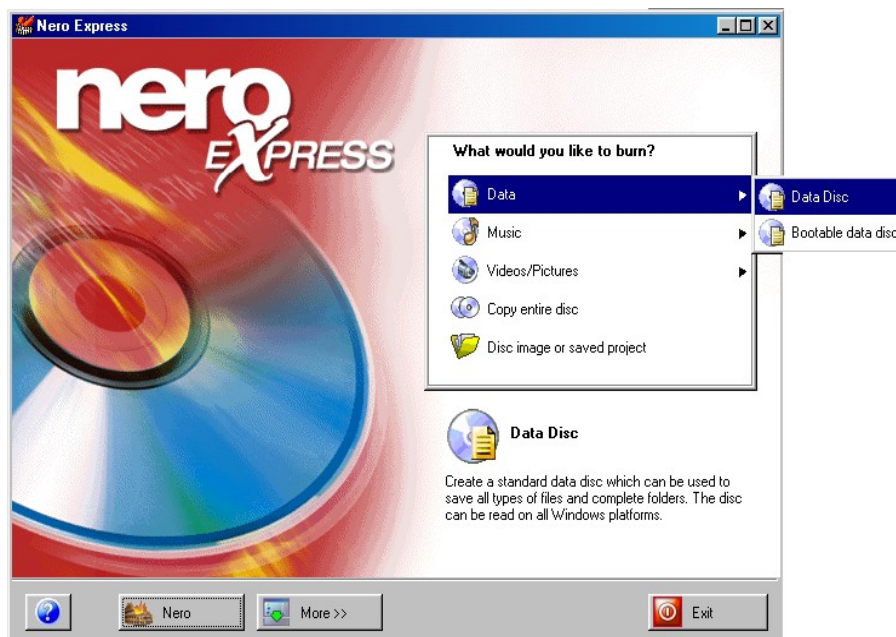 Nero Express
nero
EXPRESS
What would you like to burn?
Data
Data Disc
Bootable data disc
Music
Videos/Pictures
Copy entire disc
Disc image or saved project
Data Disc
Create a standard data disc which can be used to
save all types of files and complete folders. The disc
can be read on all Windows platforms.
?
Nero
More >>
Exit